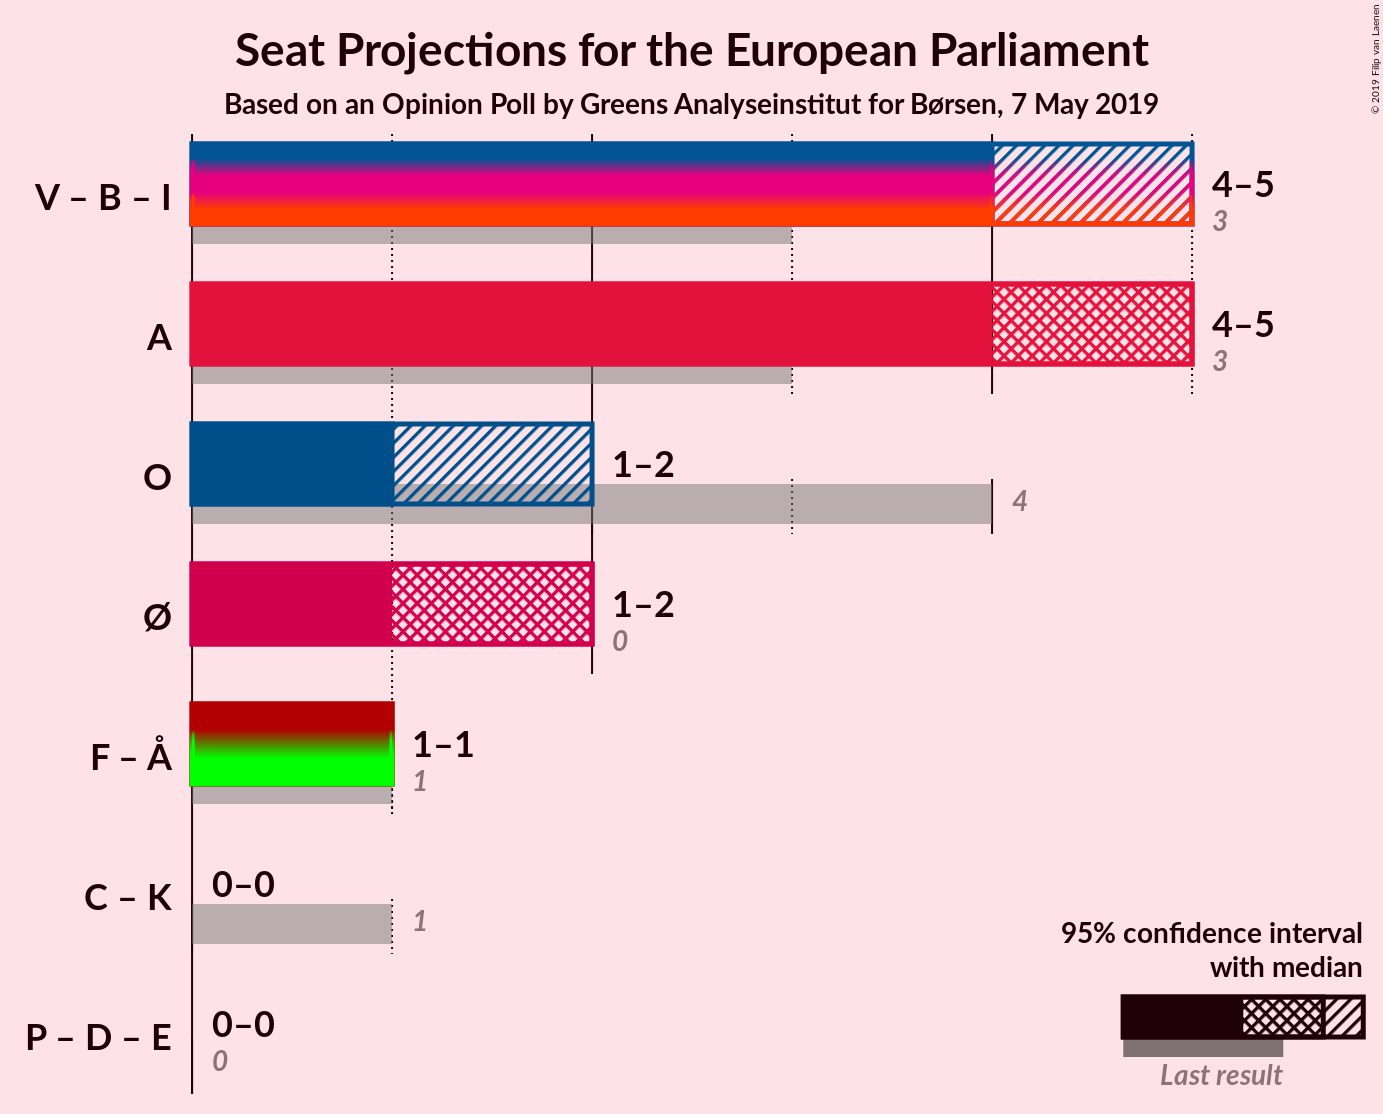 Seat Projections for the European Parliament
Based on an Opinion Poll by Greens Analyseinstitut for Børsen, 7 May 2019
© 2019 Filip van Laenen
V – B – I
4–5
3
A
4–5
3
O
1–2
4
Ø
1–2
0
F – Å
1–1
1
C – K
0–0
1
P – D – E
0–0
0
95% confidence interval
with median
Last result